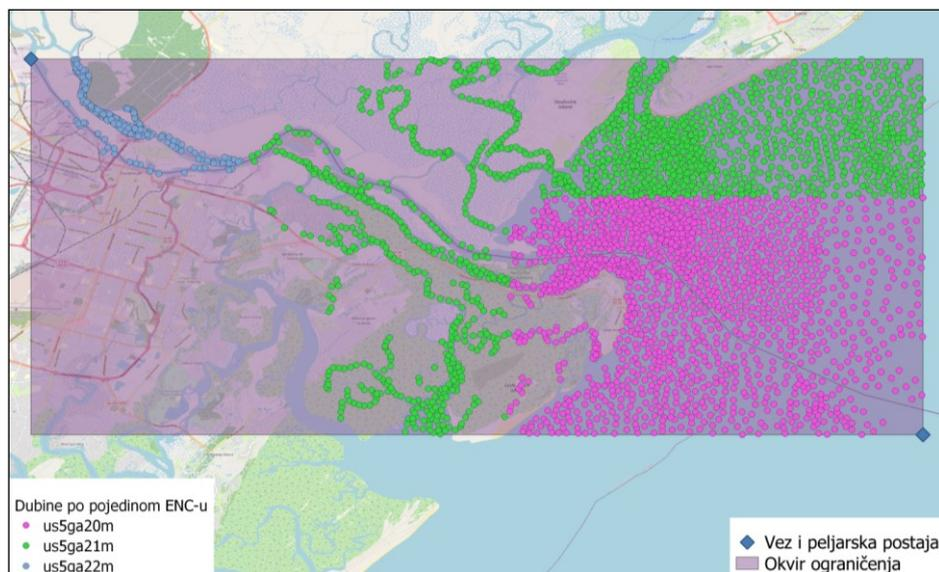 Dubine po pojedinom ENC-u
us5ga20m
us5ga21m
us5ga22m
Vez i peljarska postaja
Okvir ograničenja